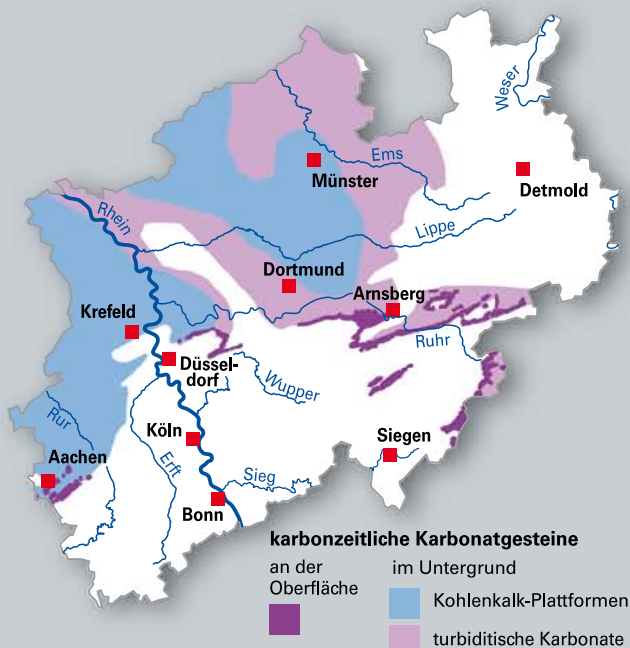 Weser
Ems
Münster
Detmold
Rhein
Lippe
Dortmund
Arnsberg
Krefeld
Ruhr
Düssel-
dorf
Wupper
Rur
Köln
Erft
Siegen
Aachen
Sieg
Bonn
karbonzeitliche Karbonatgesteine
an der
Oberfläche
im Untergrund
Kohlenkalk-Plattformen
turbiditische Karbonate